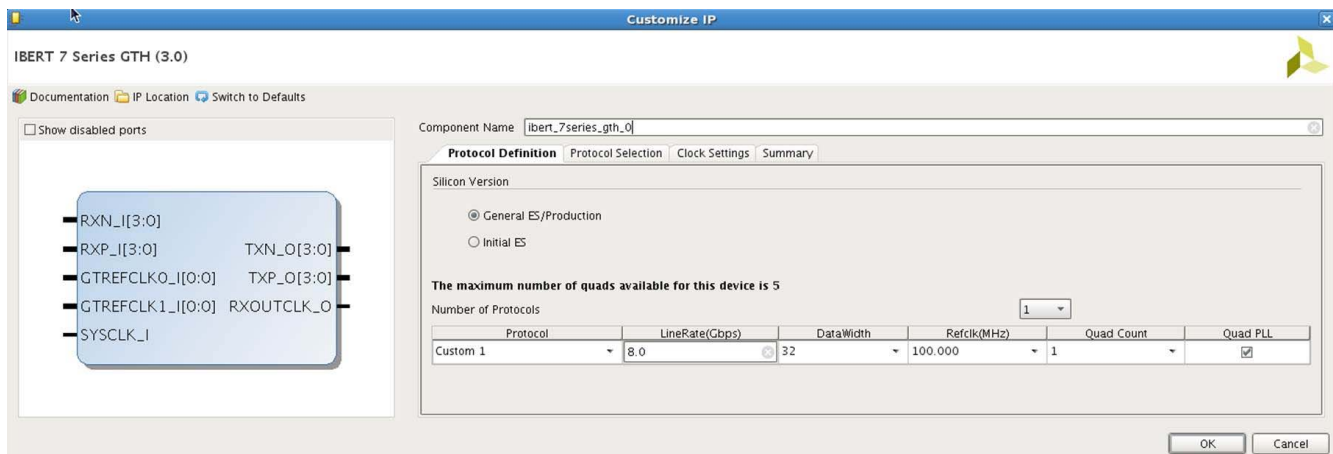 Customize IP
IBERT 7 Series GTH (3.0)
Documentation IP Location Switch to Defaults
Show disabled ports
RXN_I[3:0]
RXP_I[3:0] TXN_O[3:0]
GTREFCLK0_I[0:0] TXP_O[3:0]
GTREFCLK1_I[0:0] RXOUTCLK_O
SYSCLK_I
Component Name ibert_7series_gth_0
Protocol Definition Protocol Selection Clock Settings Summary
Silicon Version
General ES/Production
Initial ES
The maximum number of quads available for this device is 5
Number of Protocols 1
Protocol LineRate(Gbps) DataWidth Refclk(MHz) Quad Count Quad PLL
Custom 1 8.0 32 100.000 1
OK Cancel